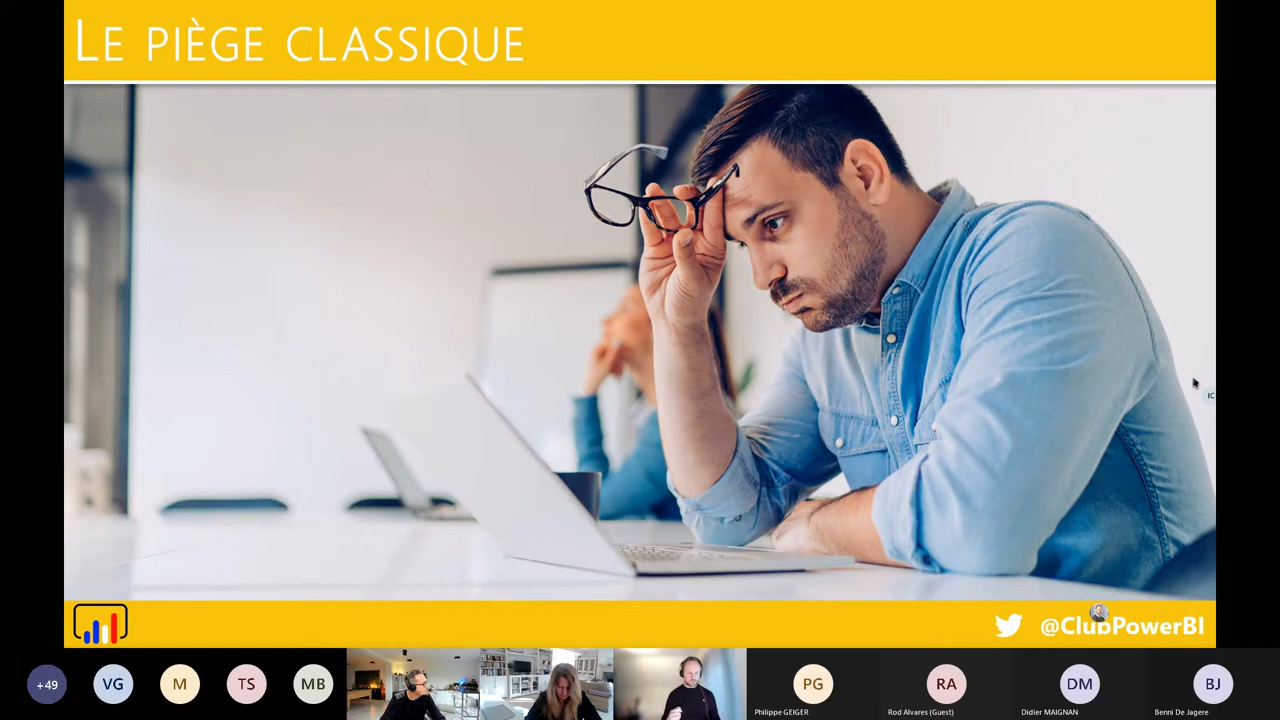 LE PIÈGE CLASSIQUE
IC
@ClubPowerBI
+49
VG
M
TS
MB
PG
RA
DM
BJ
Philippe GEIGER
Rod Alvares (Guest)
Didier MAIGNAN
Benni De Jagere